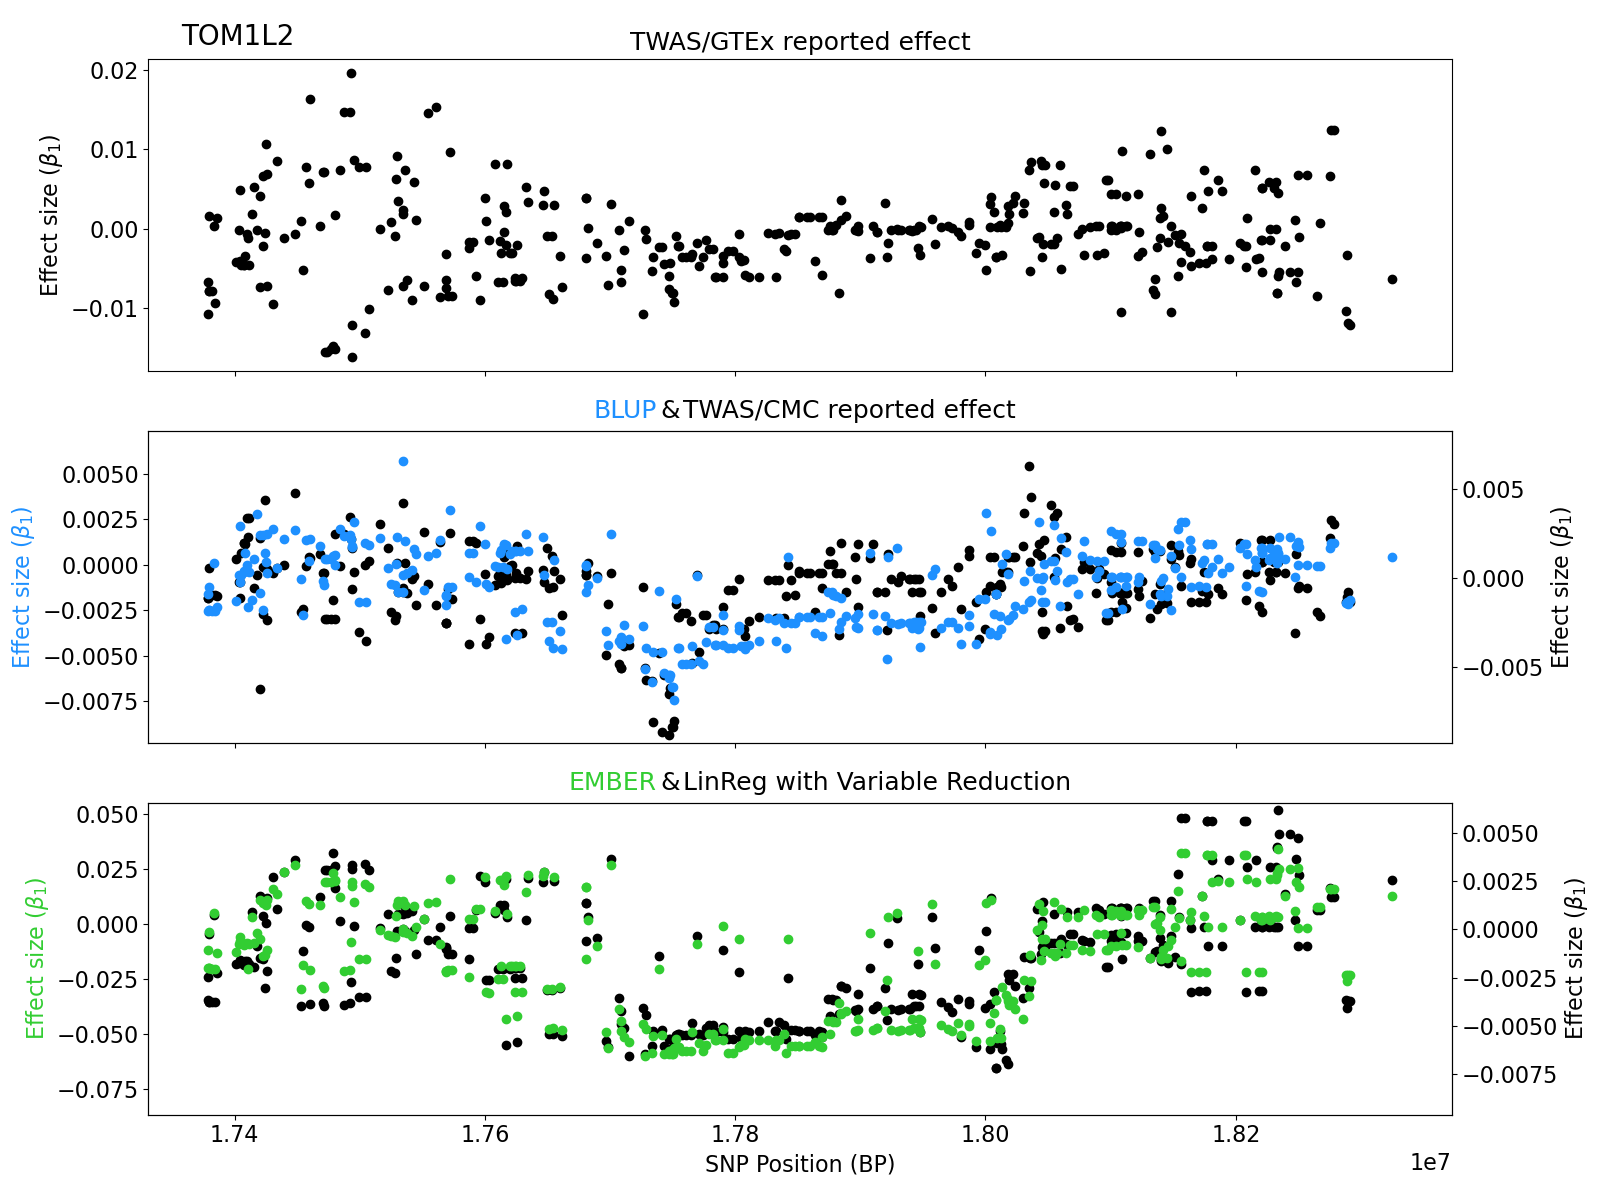 TOM1L2
TWAS/GTEx reported effect
0.02
0.01
0.00
−0.01
Effect size (β₁)
BLUP & TWAS/CMC reported effect
0.0050
0.0025
0.0000
−0.0025
−0.0050
−0.0075
Effect size (β₁)
0.005
0.000
−0.005
Effect size (β₁)
EMBER & LinReg with Variable Reduction
0.050
0.025
0.000
−0.025
−0.050
−0.075
Effect size (β₁)
0.0050
0.0025
0.0000
−0.0025
−0.0050
−0.0075
Effect size (β₁)
1.74 1.76 1.78 1.80 1.82
SNP Position (BP)
1e7